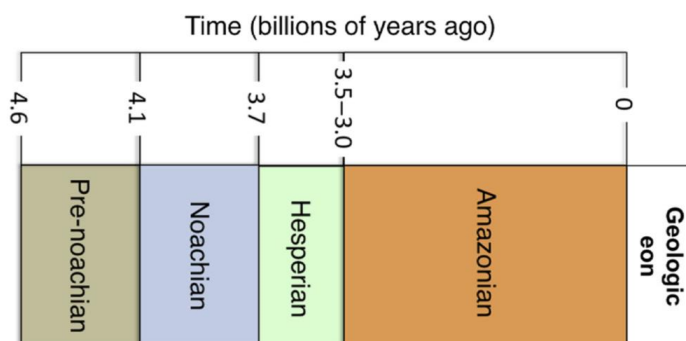 Time (billions of years ago)
4.6
4.1
3.7
3.5–3.0
0
Pre-noachian
Noachian
Hesperian
Amazonian
Geologic
eon